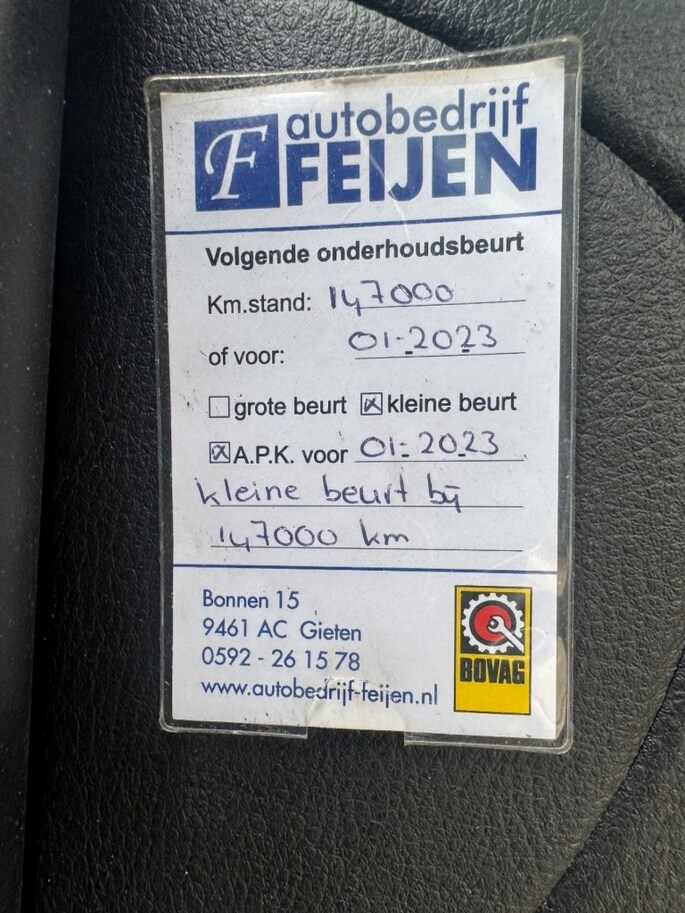 F autobedrijf
FEIJEN
Volgende onderhoudsbeurt
Km.stand: 147000
of voor: 01-2023
☐ grote beurt ☒ kleine beurt
☒ A.P.K. voor 01-2023
kleine beurt bij
147000 km
Bonnen 15
9461 AC Gieten
0592 - 26 15 78
www.autobedrijf-feijen.nl
BOVAG